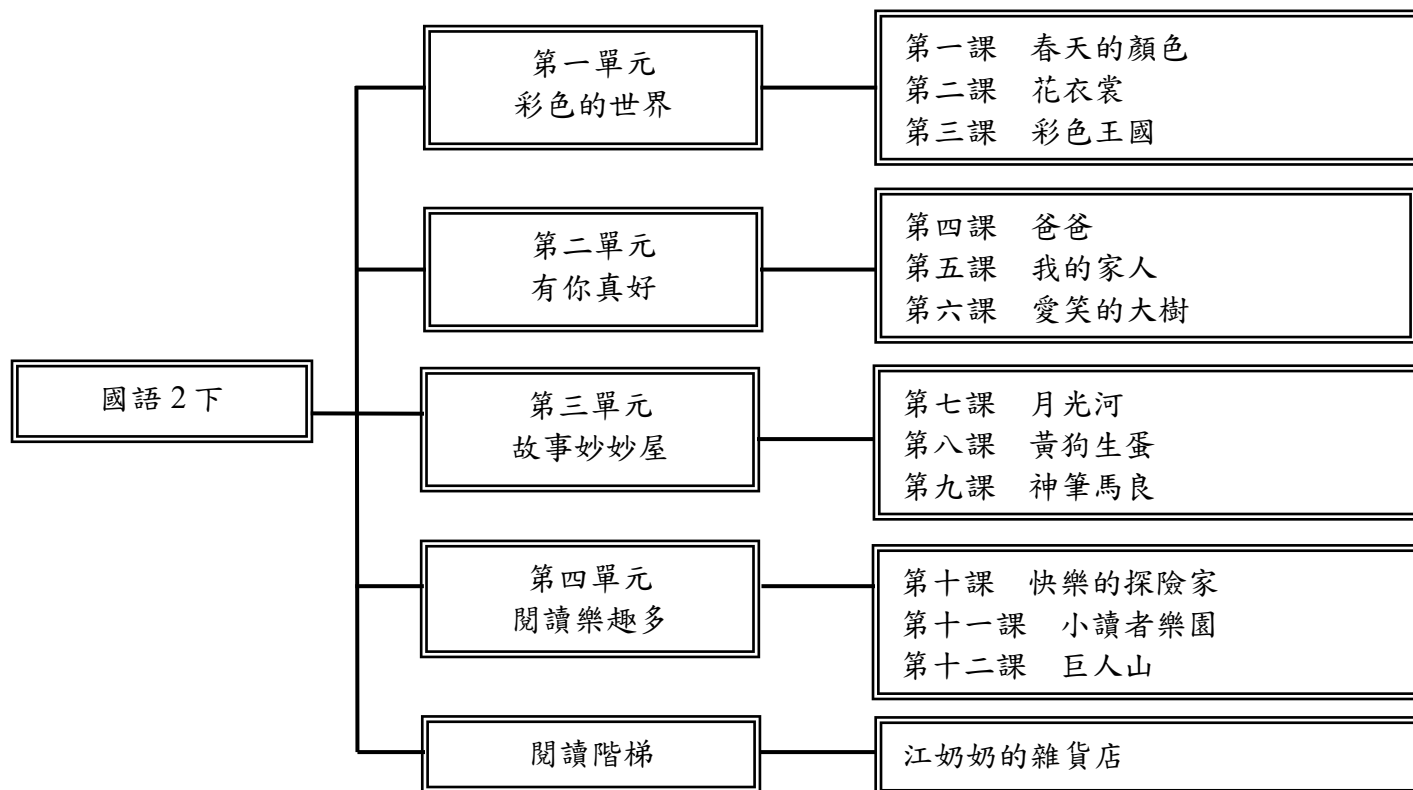 國語2下
第一單元
彩色的世界
第一課 春天的顏色
第二課 花衣裳
第三課 彩色王國
第二單元
有你真好
第四課 爸爸
第五課 我的家人
第六課 愛笑的大樹
第三單元
故事妙妙屋
第七課 月光河
第八課 黃狗生蛋
第九課 神筆馬良
第四單元
閱讀樂趣多
第十課 快樂的探險家
第十一課 小讀者樂園
第十二課 巨人山
閱讀階梯
江奶奶的雜貨店